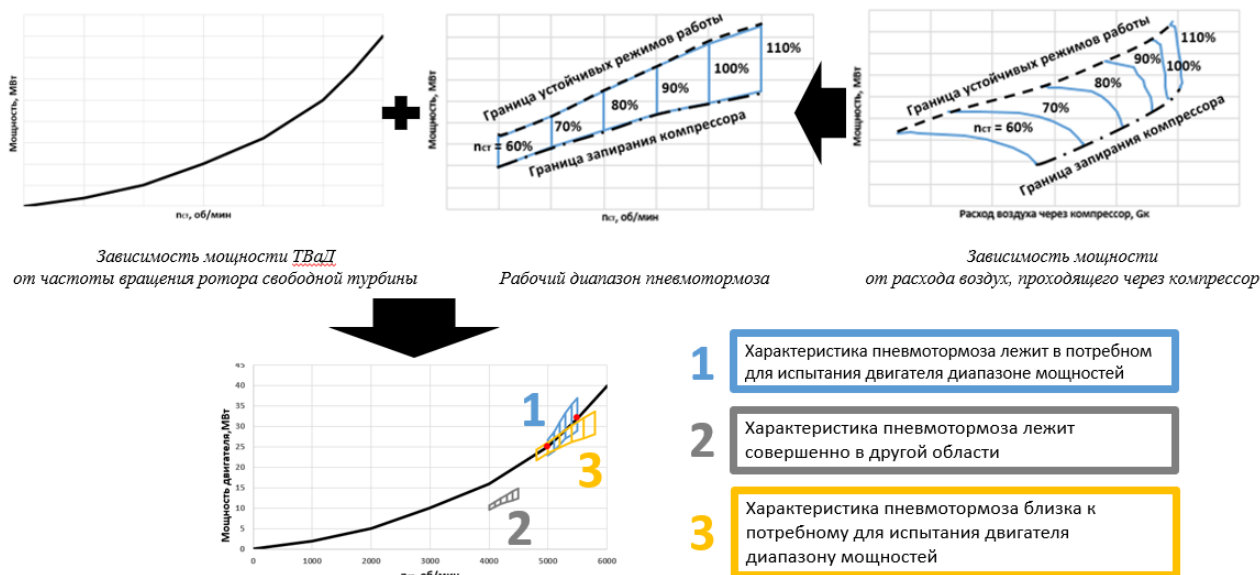 Мощность, МВт
nст, об/мин
Мощность, МВт
Граница устойчивых режимов работы
110%
100%
90%
80%
70%
nст = 60%
Граница запирания компрессора
nст, об/мин
Мощность, МВт
Граница устойчивых режимов работы
110%
90%
100%
80%
70%
nст = 60%
Граница запирания компрессора
Расход воздуха через компрессор, Gк
Зависимость мощности ТВаД
от частоты вращения ротора свободной турбины
Рабочий диапазон пневмотормоза
Зависимость мощности
от расхода воздух, проходящего через компрессор
Мощность двигателя,МВт
45
40
35
30
25
20
15
10
5
0
0
1000
2000
3000
4000
5000
6000
1
2
3
1
Характеристика пневмотормоза лежит в потребном
для испытания двигателя диапазоне мощностей
2
Характеристика пневмотормоза лежит
совершенно в другой области
3
Характеристика пневмотормоза близка к
потребному для испытания двигателя
диапазону мощностей